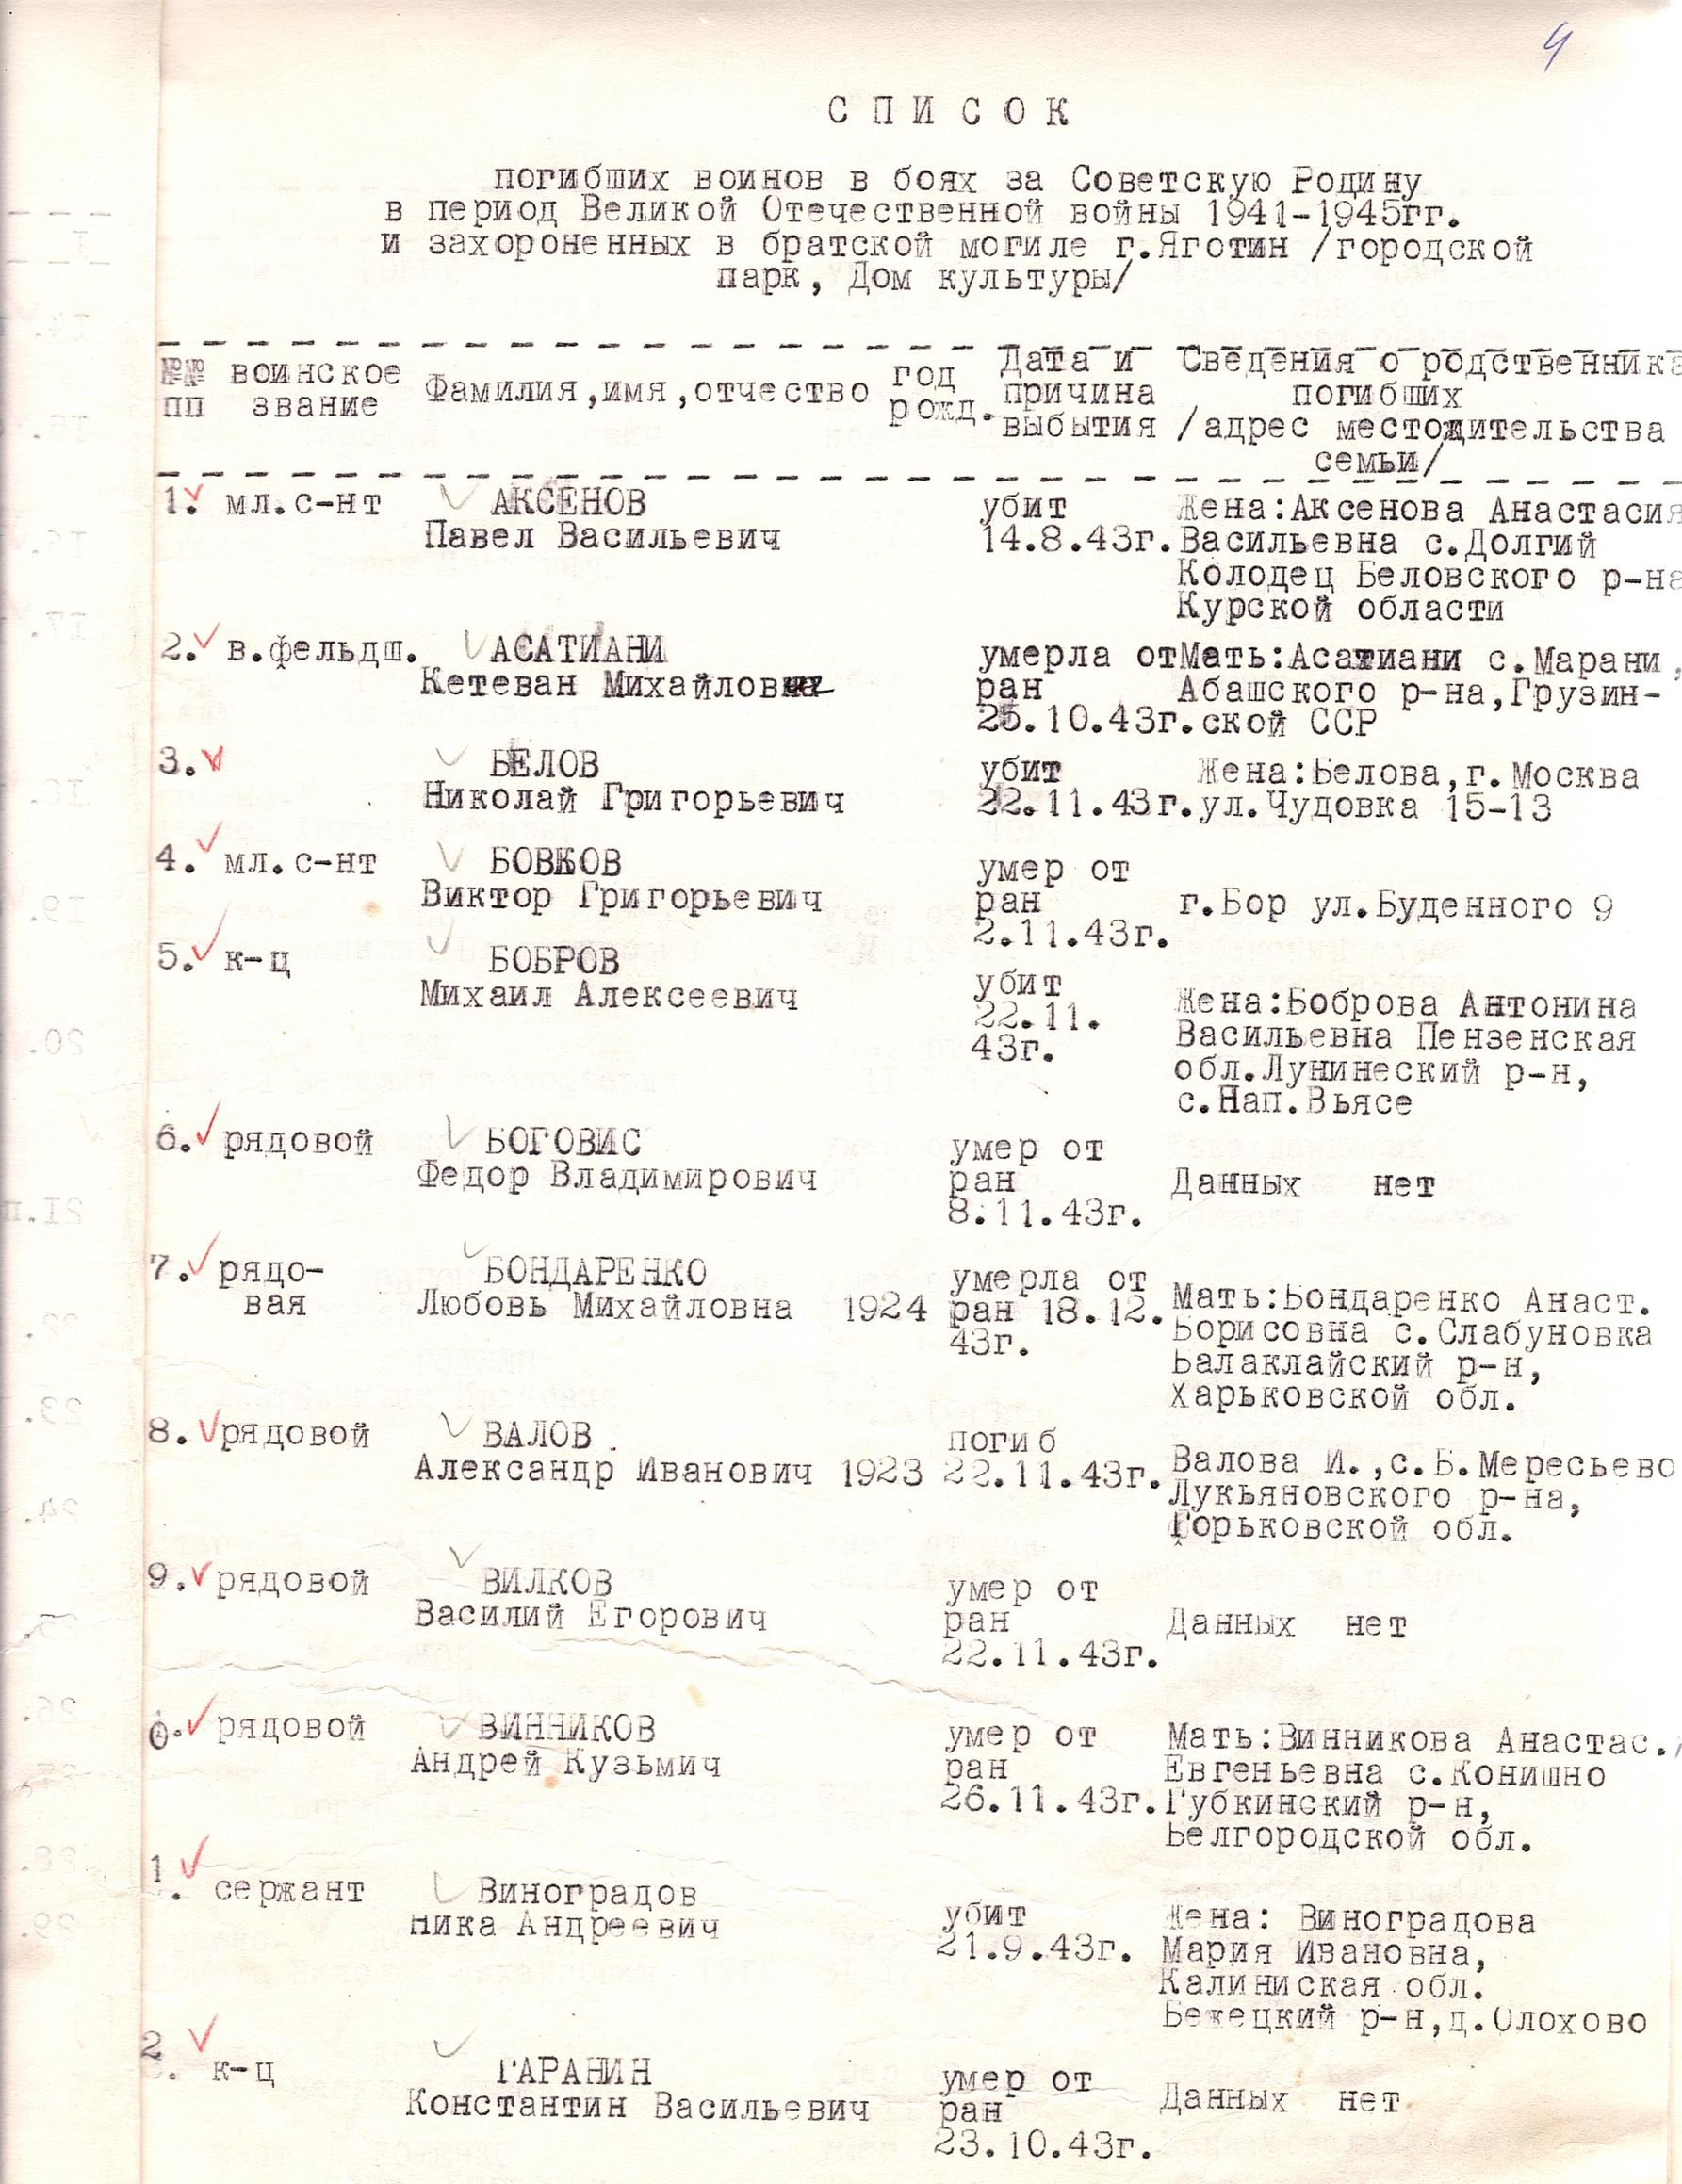 4
СПИСОК
погибших воинов в боях за Советскую Родину
в период Великой Отечественной войны 1941-1945гг.
и захороненных в братской могиле г.Яготин /городской
парк, Дом культуры/
№№ пп воинское звание Фамилия,имя,отчество год рожд. Дата и причина выбытия Сведения о родственника погибших /адрес местожительства семьи/
1. мл.с-нт АКСЕНОВ убит Жена:Аксенова Анастасия
Павел Васильевич 14.8.43г. Васильевна с.Долгий
Колодец Беловского р-на
Курской области
2. в.фельдш. АСАТИАНИ умерла от Мать:Асатиани с.Марани,
Кетеван Михайловна ран Абашского р-на,Грузин-
25.10.43г. ской ССР
3. БЕЛОВ убит Жена:Белова,г.Москва
Николай Григорьевич 22.11.43г. ул.Чудовка 15-13
4. мл.с-нт БОВКОВ умер от
Виктор Григорьевич ран г.Бор ул.Буденного 9
2.11.43г.
5. к-ц БОБРОВ убит
Михаил Алексеевич 22.11. Жена:Боброва Антонина
43г. Васильевна Пензенская
обл.Лунинеский р-н,
с.Нап.Вьясе
6. рядовой БОГОВИС умер от
Федор Владимирович ран Данных нет
8.11.43г.
7. рядо- БОНДАРЕНКО умерла от
вая Любовь Михайловна 1924 ран 18.12. Мать:Бондаренко Анаст.
43г. Борисовна с.Слабуновка
Балаклайский р-н,
Харьковской обл.
8. рядовой ВАЛОВ погиб
Александр Иванович 1923 22.11.43г. Валова И.,с.Б.Мересьево
Лукьяновского р-на,
Горьковской обл.
9. рядовой ВИЛКОВ умер от
Василий Егорович ран Данных нет
22.11.43г.
0. рядовой ВИННИКОВ умер от Мать:Винникова Анастас.
Андрей Кузьмич ран Евгеньевна с.Конишно
26.11.43г. Губкинский р-н,
Белгородской обл.
1. сержант Виноградов убит Жена: Виноградова
Ника Андреевич 21.9.43г. Мария Ивановна,
Калиниская обл.
Бежецкий р-н,д.Олохово
2. к-ц ГАРАНИН умер от
Константин Васильевич ран Данных нет
23.10.43г.